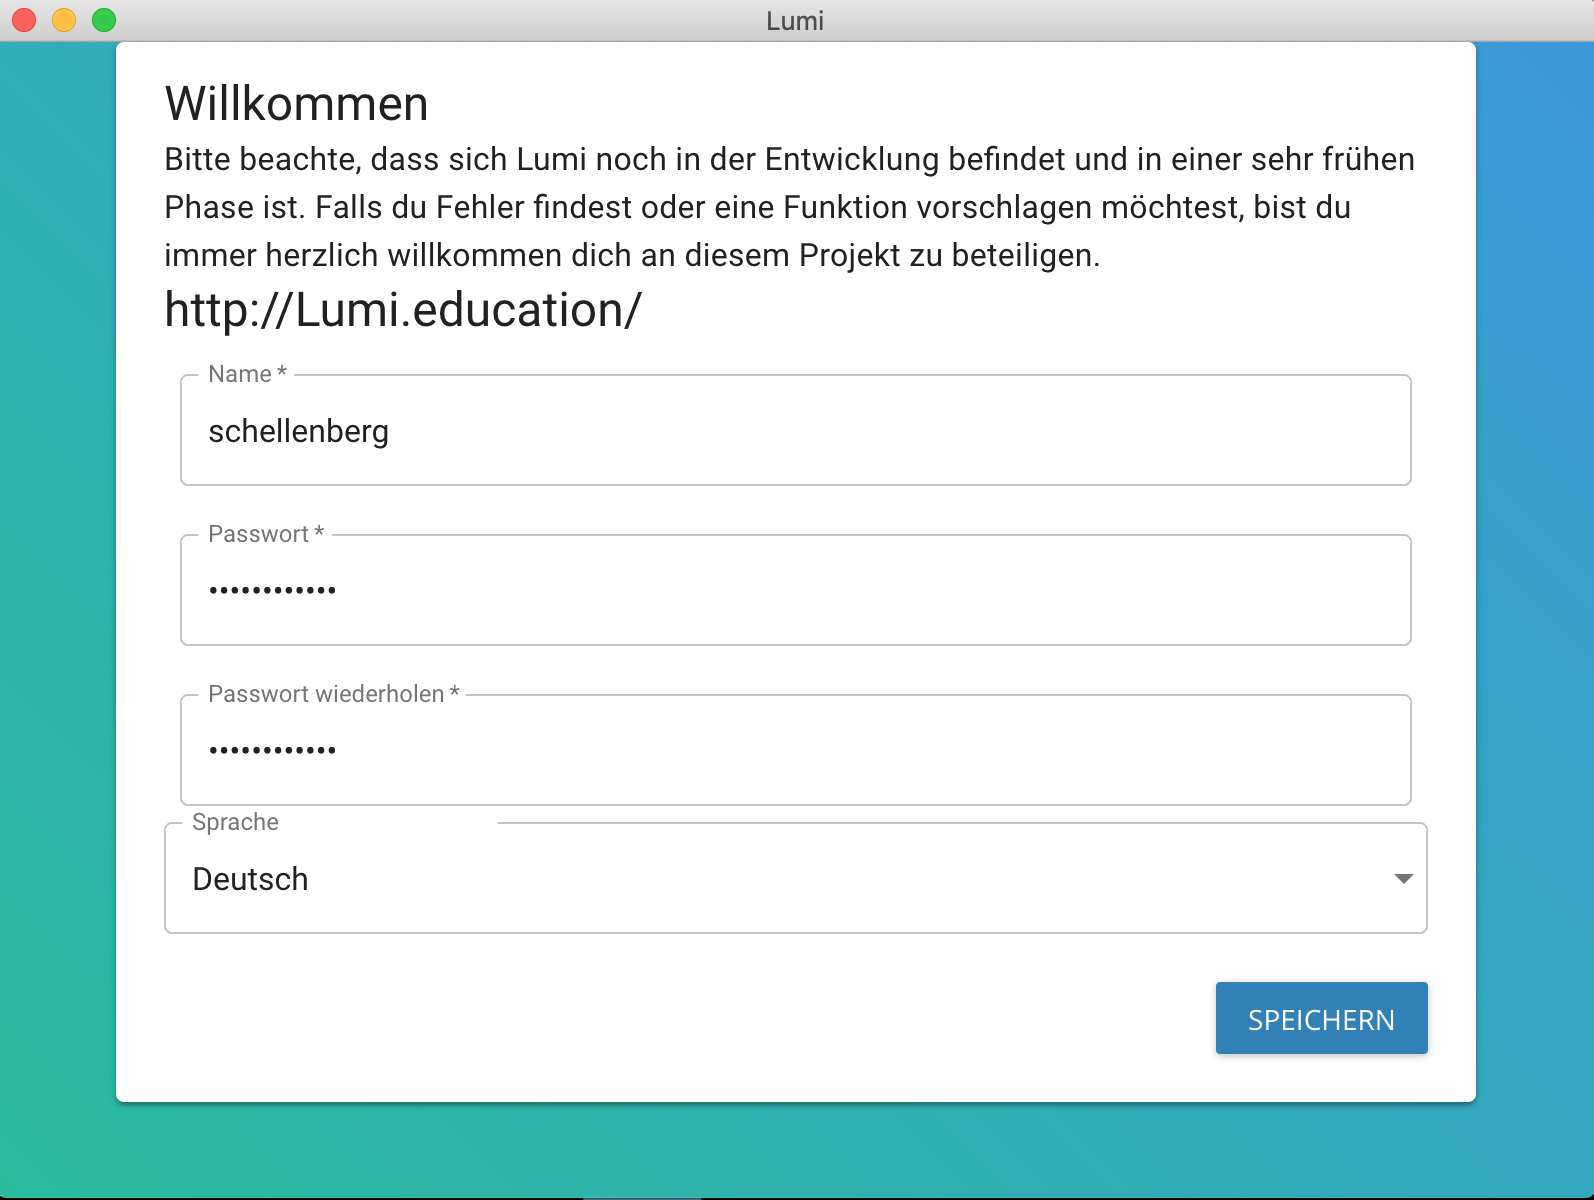 Lumi
Willkommen
Bitte beachte, dass sich Lumi noch in der Entwicklung befindet und in einer sehr frühen
Phase ist. Falls du Fehler findest oder eine Funktion vorschlagen möchtest, bist du
immer herzlich willkommen dich an diesem Projekt zu beteiligen.
http://Lumi.education/
Name *
schellenberg
Passwort *
••••••••••••
Passwort wiederholen *
••••••••••••
Sprache
Deutsch
SPEICHERN